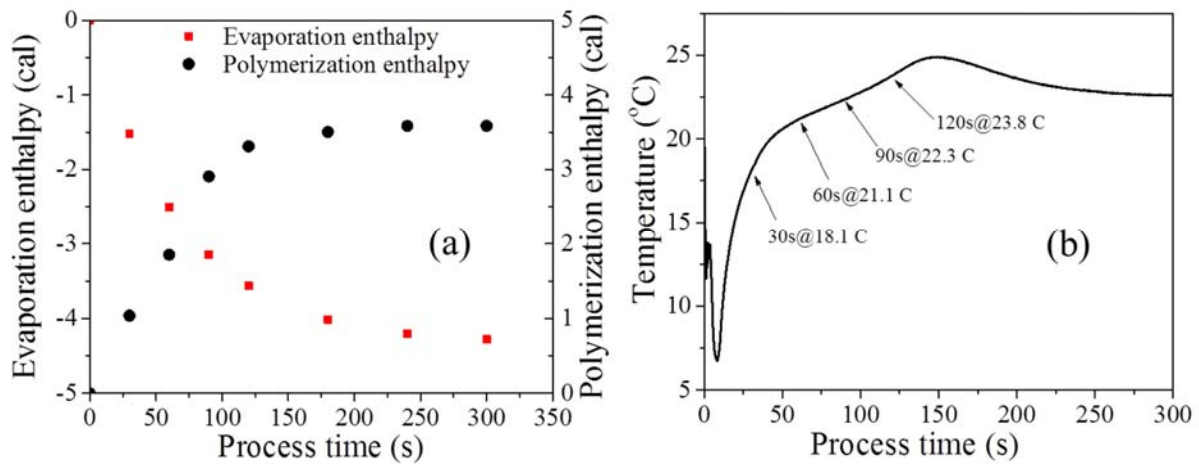 Evaporation enthalpy (cal)
0
-1
-2
-3
-4
-5
Evaporation enthalpy
Polymerization enthalpy
(a)
5
4
3
2
1
0
Polymerization enthalpy (cal)
0 50 100 150 200 250 300 350
Process time (s)
Temperature (°C)
25
20
15
10
5
120s@23.8 C
90s@22.3 C
60s@21.1 C
30s@18.1 C
(b)
0 50 100 150 200 250 300
Process time (s)